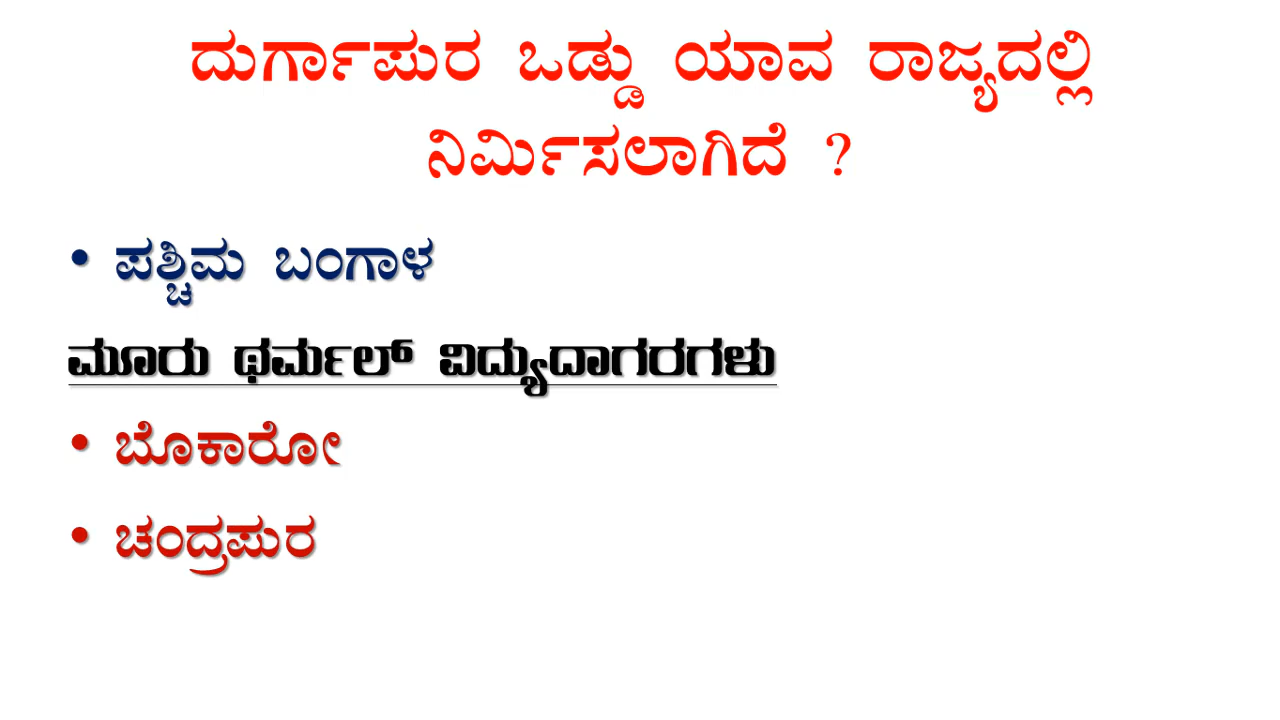 ದುರ್ಗಾಪುರ ಒಡ್ಡು ಯಾವ ರಾಜ್ಯದಲ್ಲಿ
ನಿರ್ಮಿಸಲಾಗಿದೆ ?
• ಪಶ್ಚಿಮ ಬಂಗಾಳ
ಮೂರು ಥರ್ಮಲ್ ವಿದ್ಯುದಾಗರಗಳು
• ಬೊಕಾರೋ
• ಚಂದ್ರಪುರ